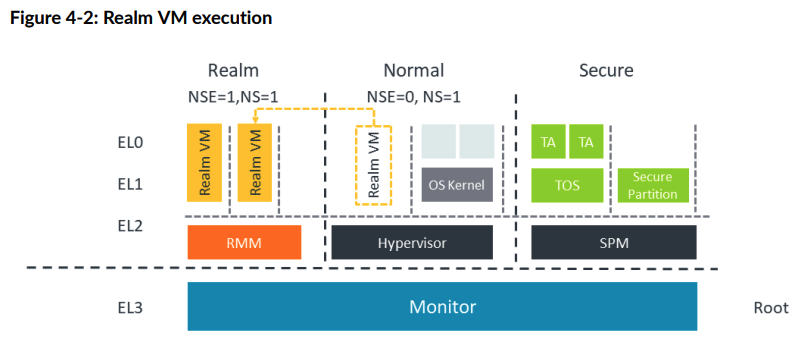 Figure 4-2: Realm VM execution
Realm
Normal
Secure
NSE=1,NS=1
NSE=0, NS=1
EL0
EL1
EL2
EL3
Realm VM
Realm VM
Realm VM
OS Kernel
TA
TA
TOS
Secure
Partition
RMM
Hypervisor
SPM
Monitor
Root